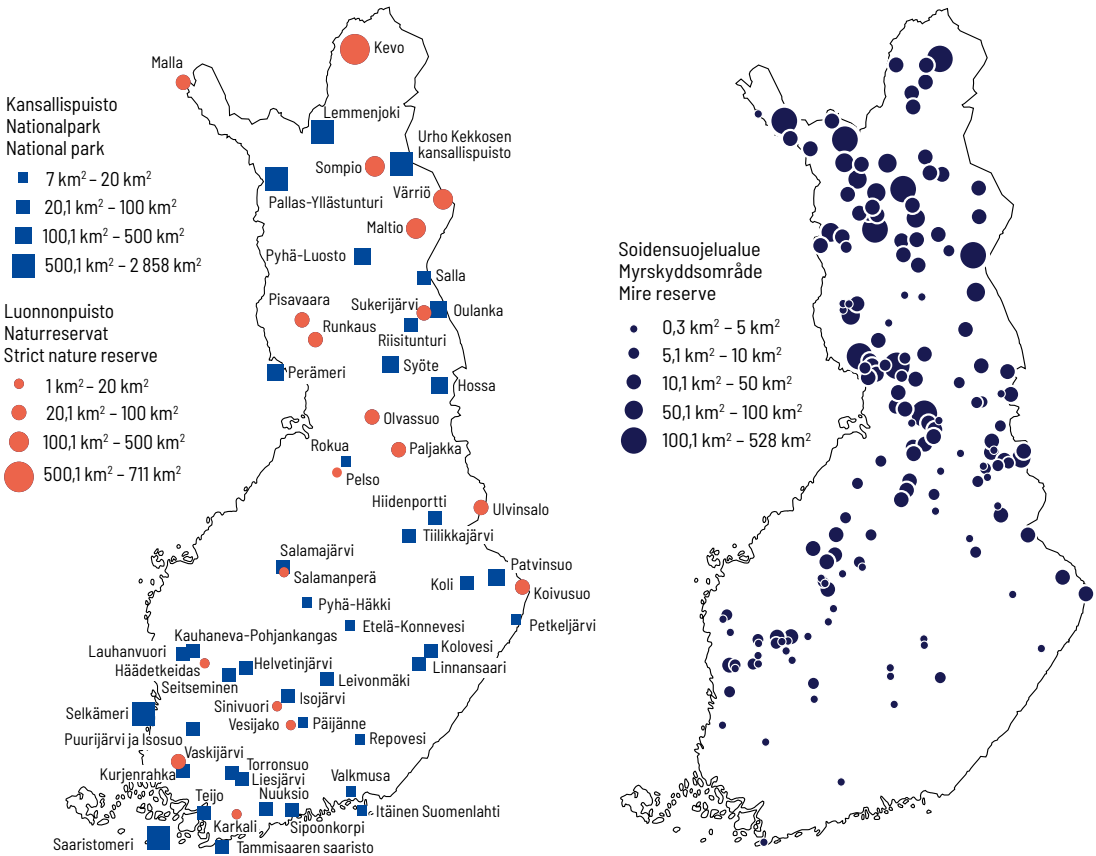 Kansallispuisto
Nationalpark
National park
7 km² – 20 km²
20,1 km² – 100 km²
100,1 km² – 500 km²
500,1 km² – 2 858 km²
Luonnonpuisto
Naturreservat
Strict nature reserve
1 km² – 20 km²
20,1 km² – 100 km²
100,1 km² – 500 km²
500,1 km² – 711 km²
Kevo
Malla
Lemmenjoki
Urho Kekkosen
kansallispuisto
Sompio
Värriö
Pallas-Yllästunturi
Maltio
Pyhä-Luosto
Salla
Pisavaara
Sukerijärvi
Oulanka
Runkaus
Riisitunturi
Syöte
Perämeri
Hossa
Olvassuo
Rokua
Paljakka
Pelso
Hiidenportti
Ulvinsalo
Tiilikkajärvi
Salamajärvi
Patvinsuo
Salamanperä
Koli
Koivusuo
Pyhä-Häkki
Etelä-Konnevesi
Petkeljärvi
Kauhaneva-Pohjankangas
Lauhanvuori
Kolovesi
Häädetkeidas
Helvetinjärvi
Linnansaari
Seitseminen
Leivonmäki
Isojärvi
Sinivuori
Selkämeri
Vesijako
Päijänne
Puurijärvi ja Isosuo
Repovesi
Vaskijärvi
Kurjenrahka
Torronsuo
Liesjärvi
Valkmusa
Teijo
Nuuksio
Itäinen Suomenlahti
Karkali
Sipoonkorpi
Saaristomeri
Tammisaaren saaristo
Soidensuojelualue
Myrskyddsområde
Mire reserve
0,3 km² – 5 km²
5,1 km² – 10 km²
10,1 km² – 50 km²
50,1 km² – 100 km²
100,1 km² – 528 km²